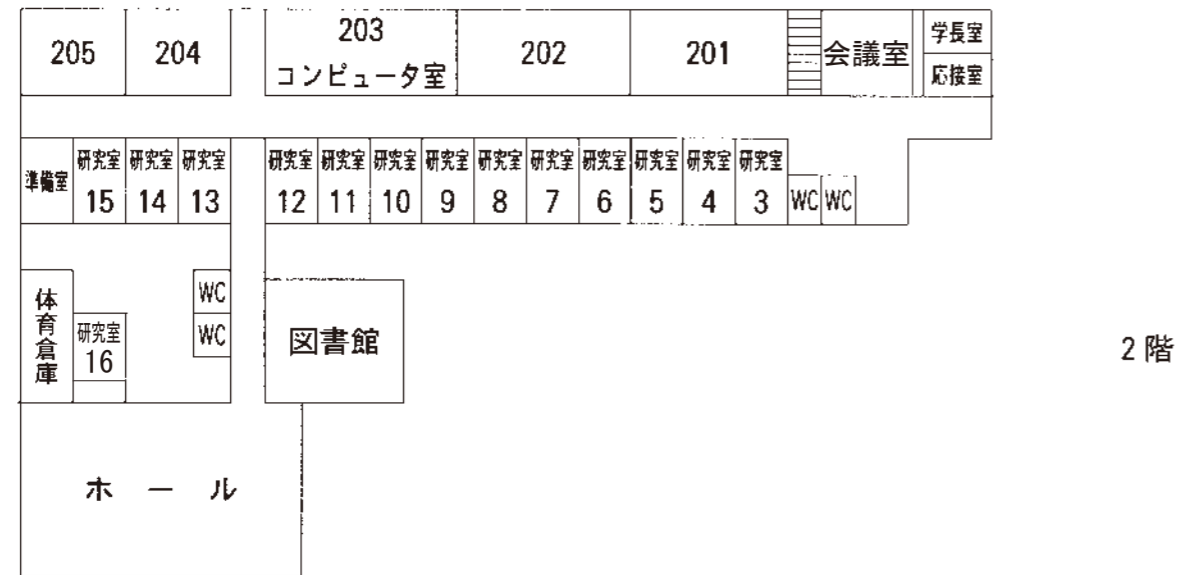 205
204
203
コンピュータ室
202
201
会議室
学長室
応接室
準備室
研究室
15
研究室
14
研究室
13
研究室
12
研究室
11
研究室
10
研究室
9
研究室
8
研究室
7
研究室
6
研究室
5
研究室
4
研究室
3
WC
WC
体育倉庫
研究室
16
WC
WC
図書館
2階
ホール